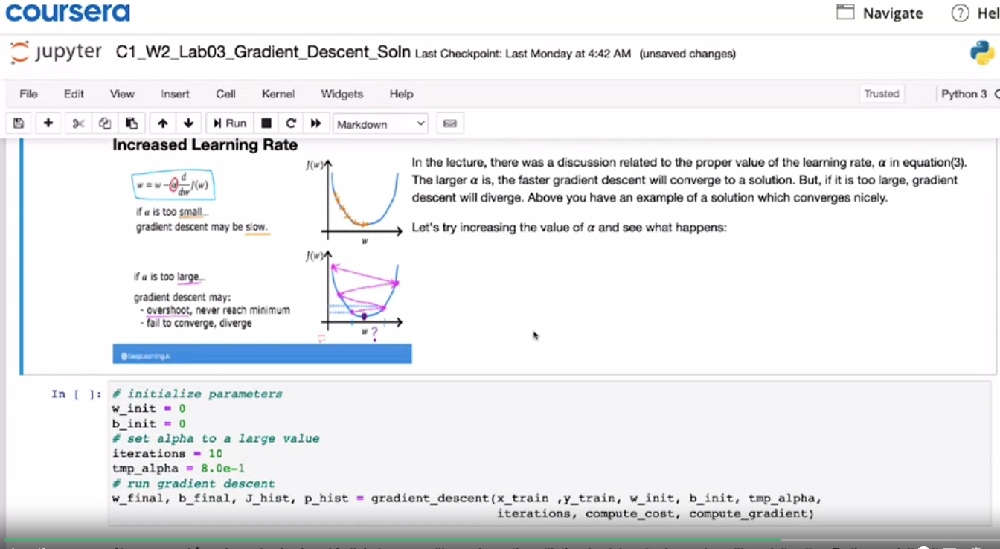 coursera
Navigate
? Hel
jupyter C1_W2_Lab03_Gradient_Descent_Soln Last Checkpoint: Last Monday at 4:42 AM (unsaved changes)
File Edit View Insert Cell Kernel Widgets Help
Trusted
Python 3
Run
Markdown
Increased Learning Rate
w = w - α d/dw J(w)
if α is too small...
gradient descent may be slow.
J(w)
w
In the lecture, there was a discussion related to the proper value of the learning rate, α in equation(3).
The larger α is, the faster gradient descent will converge to a solution. But, if it is too large, gradient
descent will diverge. Above you have an example of a solution which converges nicely.
Let's try increasing the value of α and see what happens:
if α is too large...
gradient descent may:
- overshoot, never reach minimum
- fail to converge, diverge
J(w)
w ?
DeepLearning.AI
In [ ]:
# initialize parameters
w_init = 0
b_init = 0
# set alpha to a large value
iterations = 10
tmp_alpha = 8.0e-1
# run gradient descent
w_final, b_final, J_hist, p_hist = gradient_descent(x_train ,y_train, w_init, b_init, tmp_alpha,
iterations, compute_cost, compute_gradient)